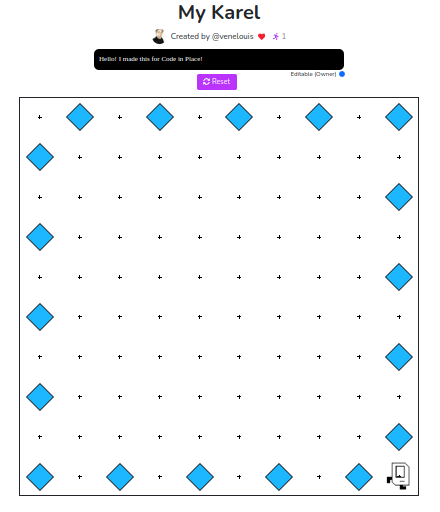 My Karel
Created by @venelouis 1
Hello! I made this for Code in Place!
Editable (Owner)
Reset